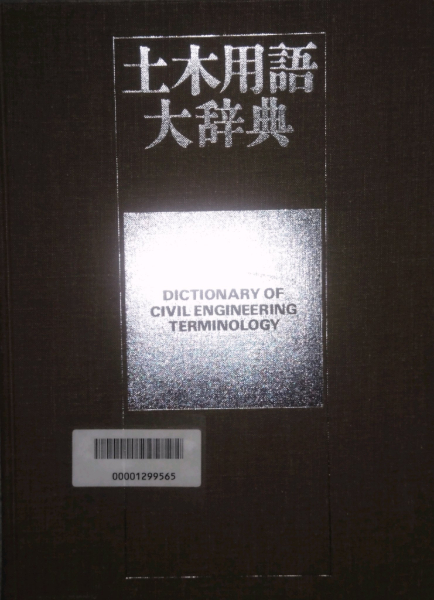 土木用語
大辞典
DICTIONARY OF
CIVIL ENGINEERING
TERMINOLOGY
00001299565